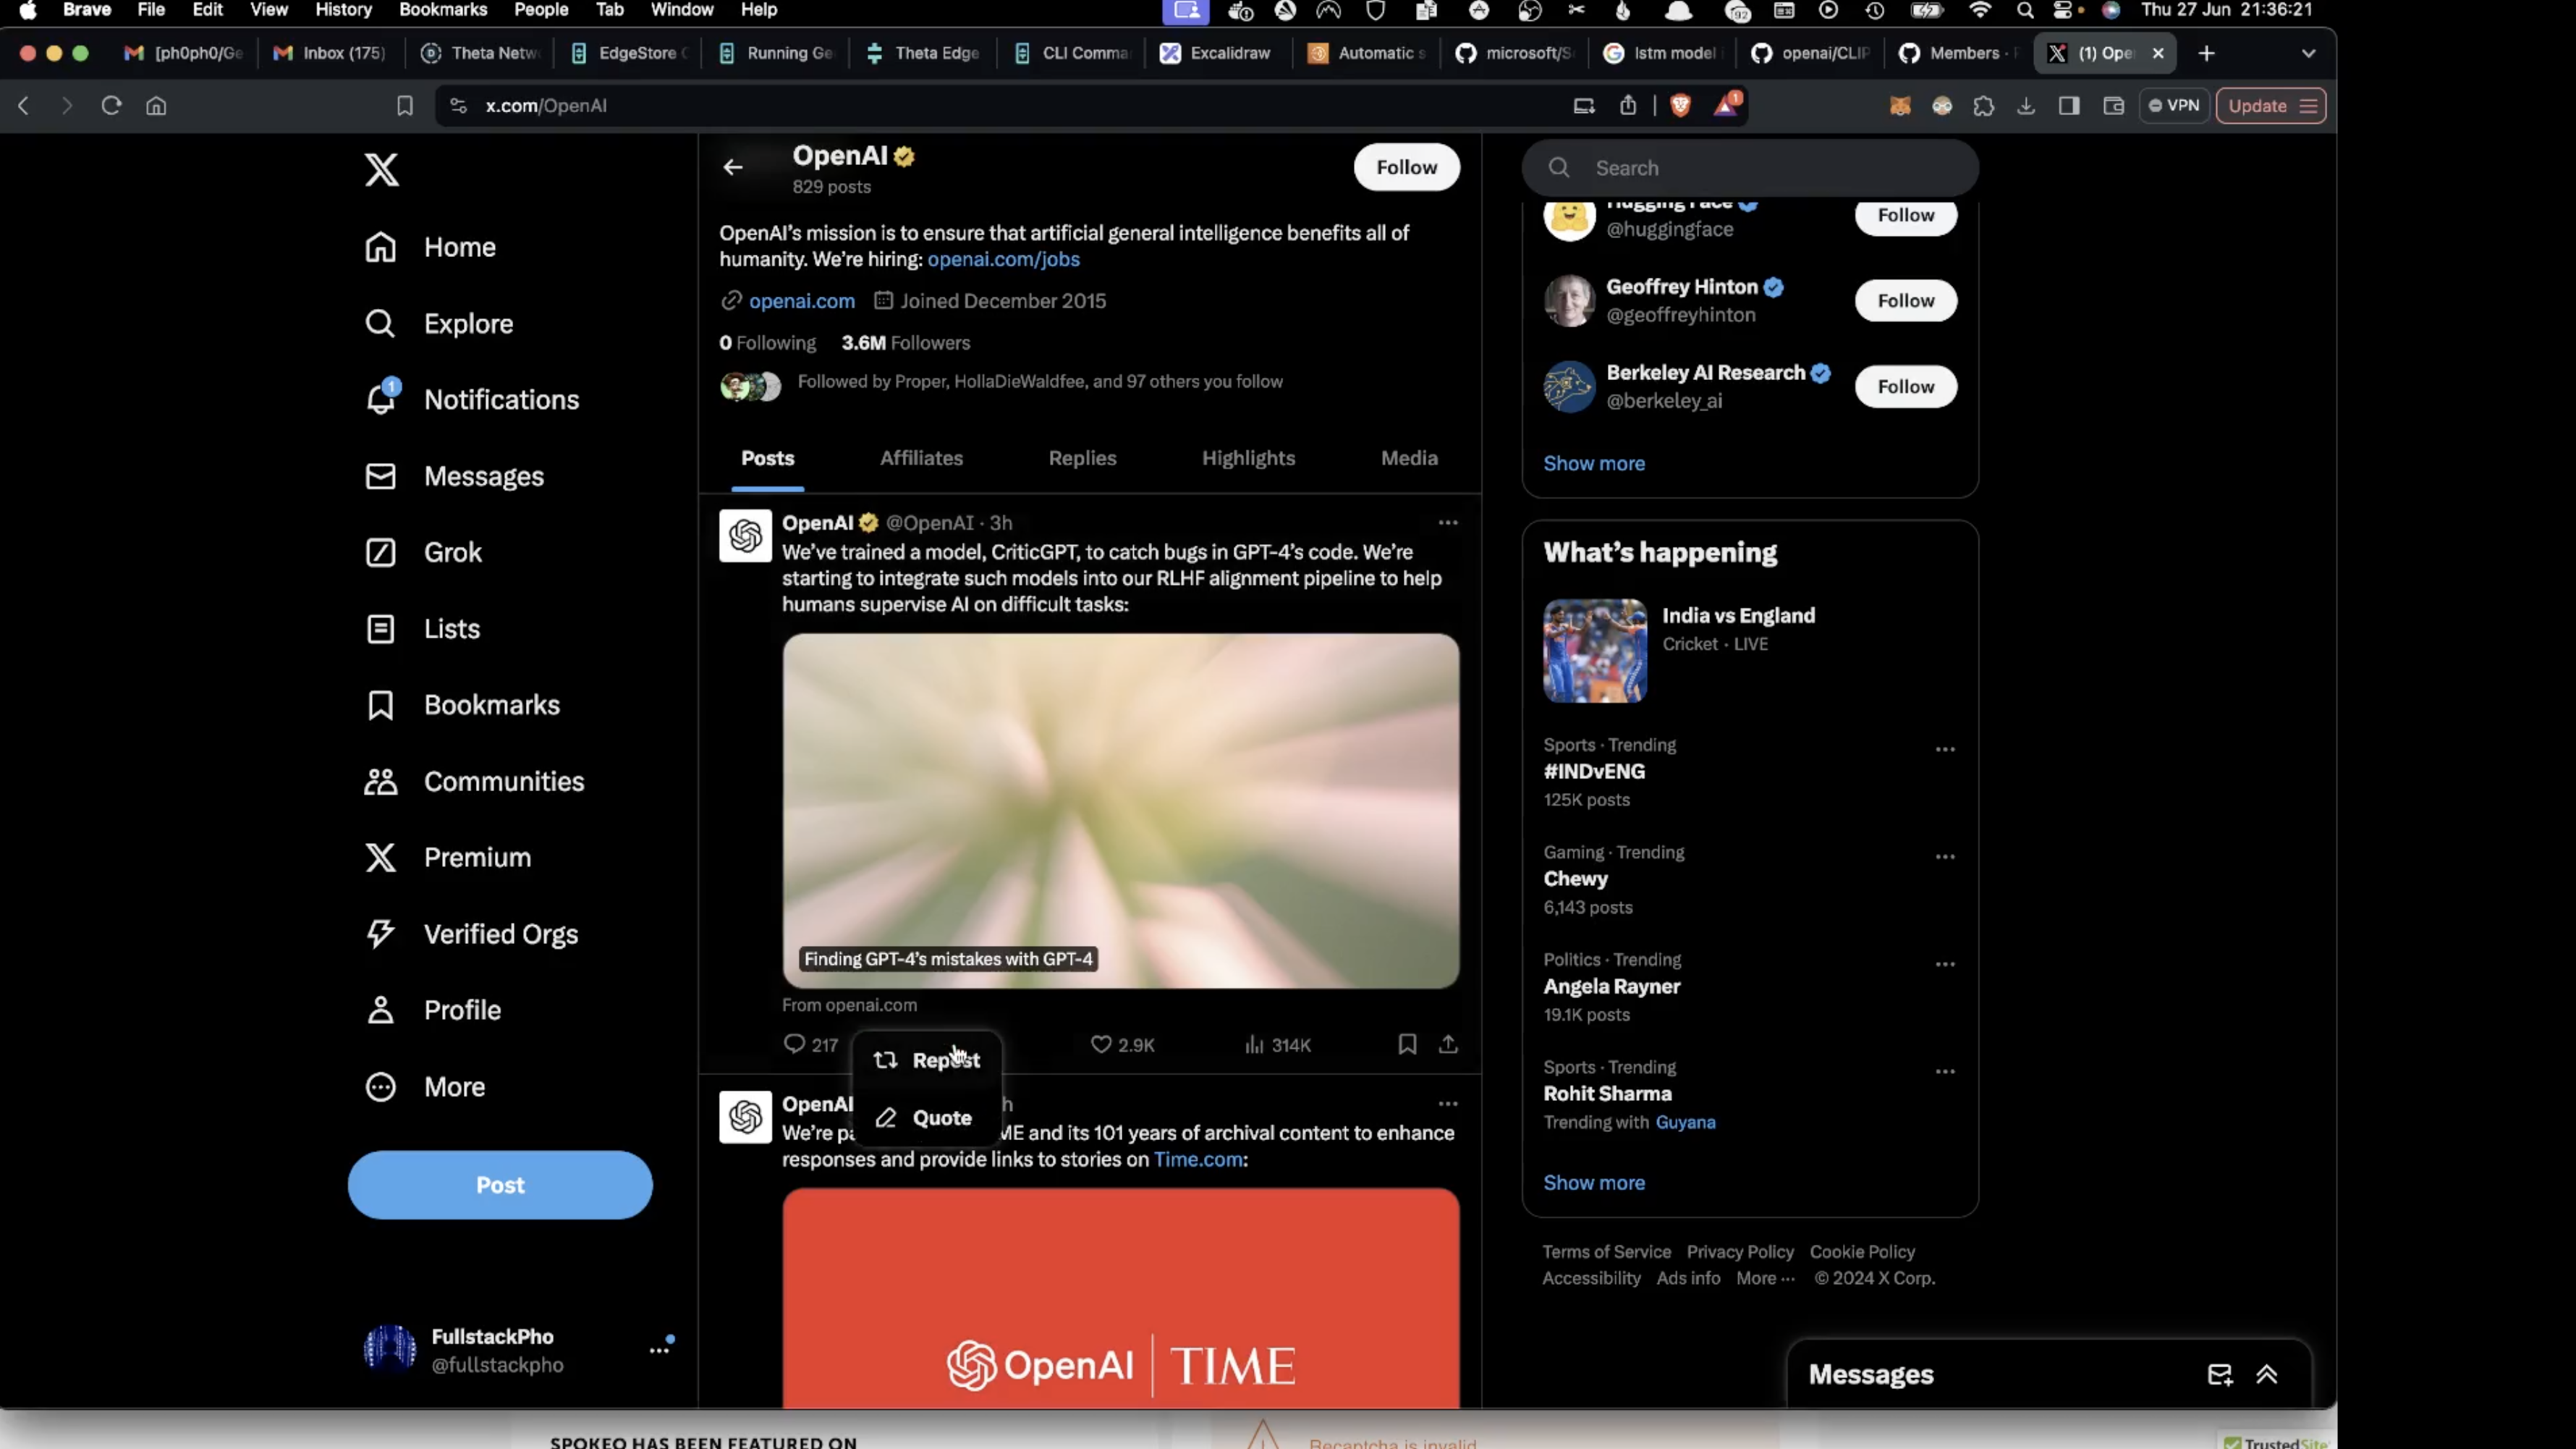 Brave File Edit View History Bookmarks People Tab Window Help
92
Thu 27 Jun 21:36:21
[ph0ph0/Ge
Inbox (175)
Theta Netw
EdgeStore C
Running Ge
Theta Edge
CLI Comma
Excalidraw
Automatic s
microsoft/S
lstm model
openai/CLIP
Members ·
(1) Ope
x.com/OpenAI
1
VPN
Update
Home
Explore
1
Notifications
Messages
Grok
Lists
Bookmarks
Communities
Premium
Verified Orgs
Profile
More
Post
FullstackPho
@fullstackpho
OpenAI
829 posts
Follow
OpenAI's mission is to ensure that artificial general intelligence benefits all of
humanity. We're hiring: openai.com/jobs
openai.com Joined December 2015
0 Following 3.6M Followers
Followed by Proper, HollaDieWaldfee, and 97 others you follow
Posts Affiliates Replies Highlights Media
OpenAI @OpenAI · 3h
We've trained a model, CriticGPT, to catch bugs in GPT-4's code. We're
starting to integrate such models into our RLHF alignment pipeline to help
humans supervise AI on difficult tasks:
Finding GPT-4's mistakes with GPT-4
From openai.com
217 2.9K 314K
Repost
Quote
OpenAI h
We're pa ME and its 101 years of archival content to enhance
responses and provide links to stories on Time.com:
OpenAI | TIME
Search
Hugging Face
@huggingface
Follow
Geoffrey Hinton
@geoffreyhinton
Follow
Berkeley AI Research
@berkeley_ai
Follow
Show more
What's happening
India vs England
Cricket · LIVE
Sports · Trending
#INDvENG
125K posts
Gaming · Trending
Chewy
6,143 posts
Politics · Trending
Angela Rayner
19.1K posts
Sports · Trending
Rohit Sharma
Trending with Guyana
Show more
Terms of Service Privacy Policy Cookie Policy
Accessibility Ads info More ··· © 2024 X Corp.
Messages
SPOKEO HAS BEEN FEATURED ON
Recaptcha is invalid
TrustedSite